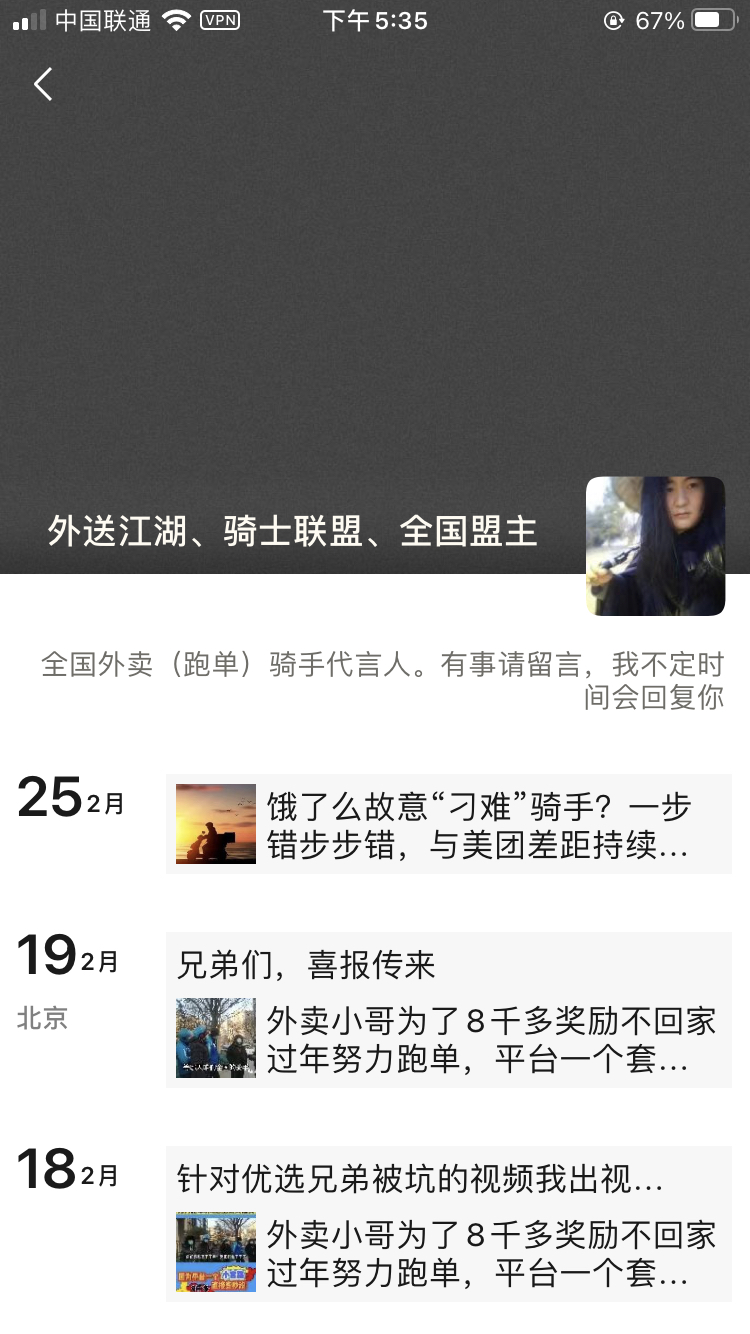 中国联通 VPN 下午5:35 67%
外送江湖、骑士联盟、全国盟主
全国外卖（跑单）骑手代言人。有事请留言，我不定时
间会回复你
25 2月
饿了么故意“刁难”骑手？一步
错步步错，与美团差距持续...
19 2月
北京
兄弟们，喜报传来
外卖小哥为了8千多奖励不回家
过年努力跑单，平台一个套...
18 2月
针对优选兄弟被坑的视频我出视...
外卖小哥为了8千多奖励不回家
过年努力跑单，平台一个套...